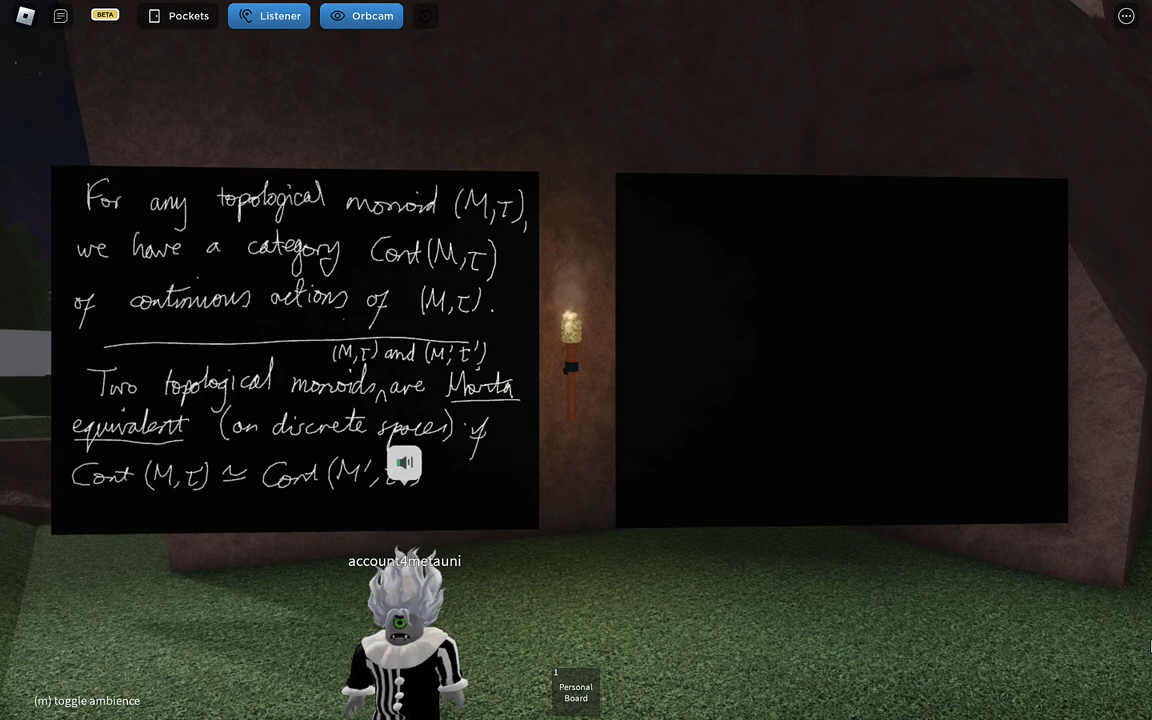 BETA
Pockets
Listener
Orbcam
For any topological monoid (M,τ),
we have a category Cont(M,τ)
of continuous actions of (M,τ).
(M,τ) and (M',τ')
Two topological monoids ^ are Morita
equivalent (on discrete spaces) if
Cont(M,τ) ≃ Cont(M',
account4metauni
1
Personal
Board
(m) toggle ambience